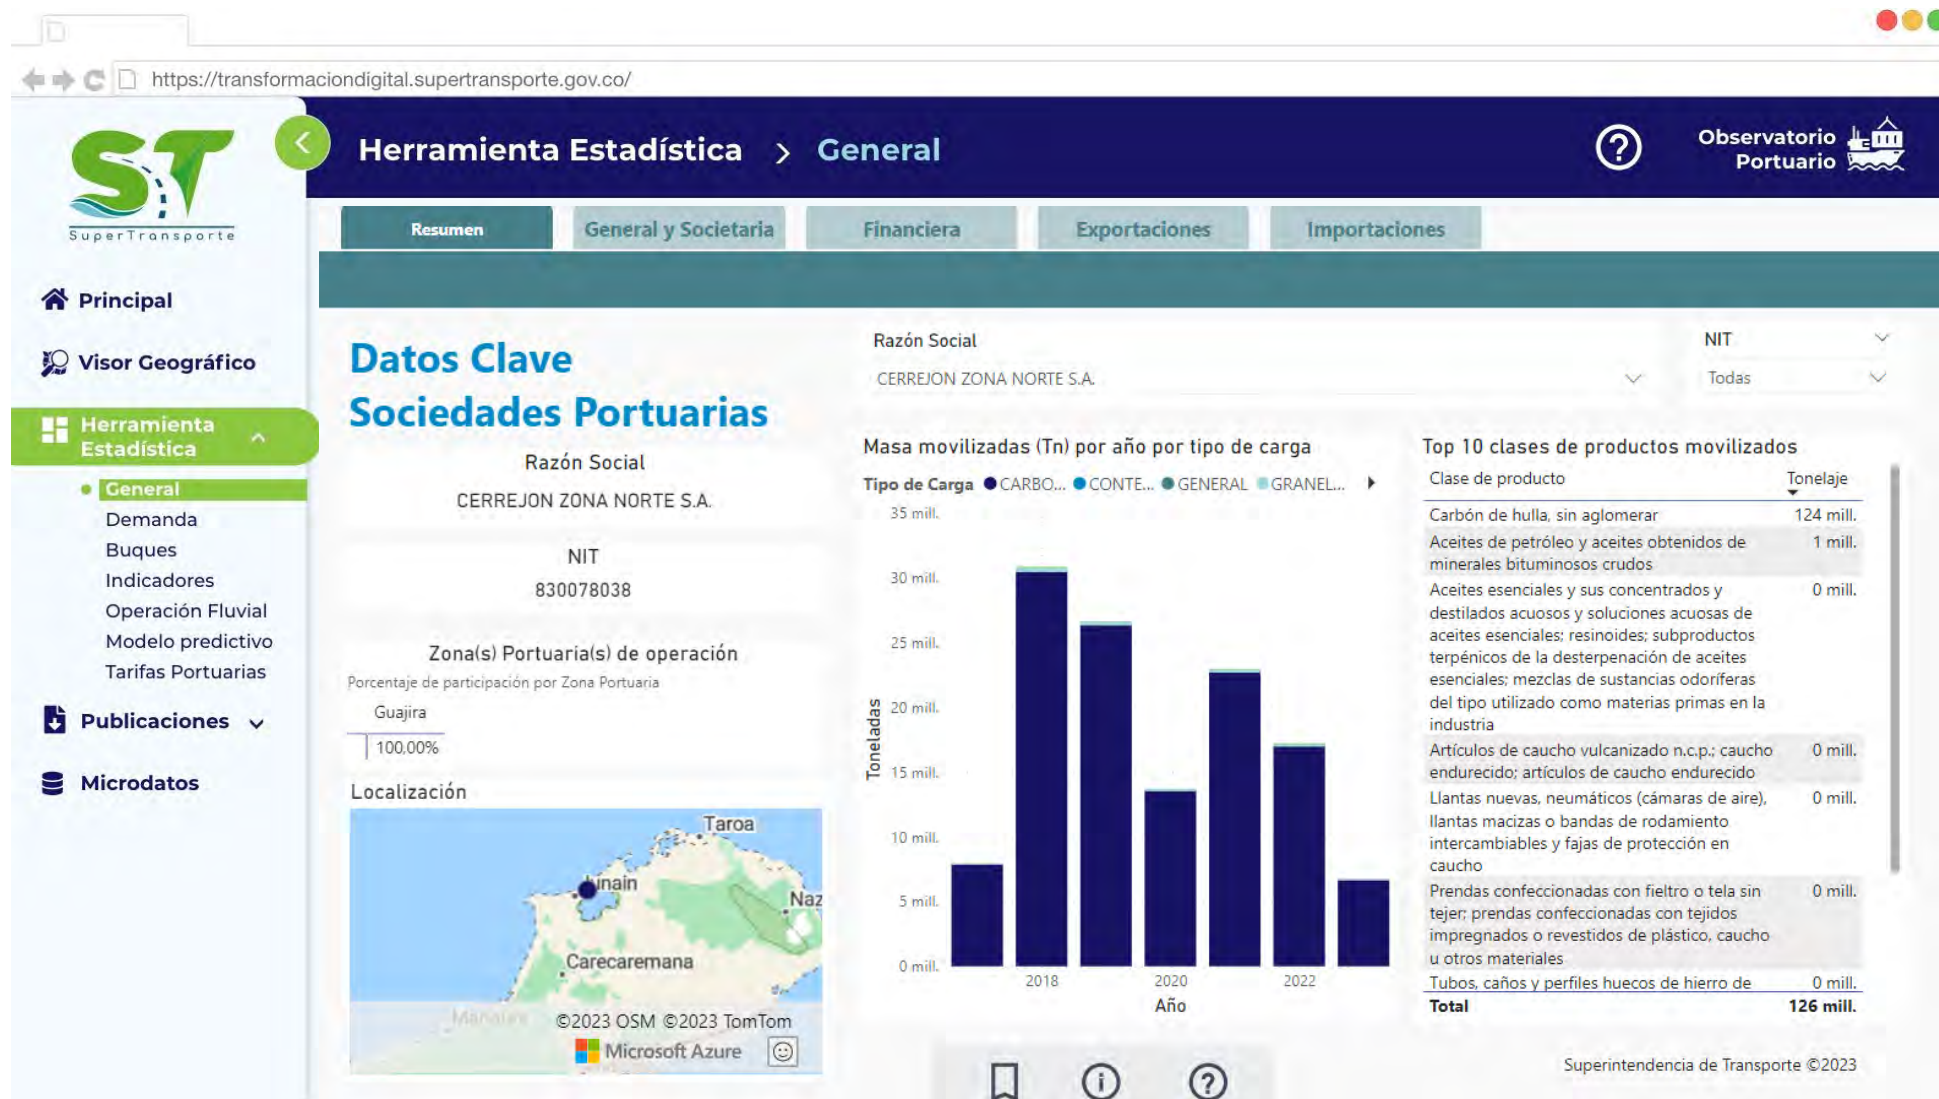 https://transformaciondigital.supertransporte.gov.co/
ST
SuperTransporte
Herramienta Estadística > General
Observatorio
Portuario
Resumen
General y Societaria
Financiera
Exportaciones
Importaciones
Principal
Visor Geográfico
Herramienta
Estadística
General
Demanda
Buques
Indicadores
Operación Fluvial
Modelo predictivo
Tarifas Portuarias
Publicaciones
Microdatos
Datos Clave
Sociedades Portuarias
Razón Social
CERREJON ZONA NORTE S.A.
NIT
830078038
Zona(s) Portuaria(s) de operación
Porcentaje de participación por Zona Portuaria
Guajira
100,00%
Localización
Taroa
Naz
Carecaremana
©2023 OSM ©2023 TomTom
Microsoft Azure
Razón Social
CERREJON ZONA NORTE S.A.
NIT
Todas
Masa movilizadas (Tn) por año por tipo de carga
Tipo de Carga CARBO... CONTE... GENERAL GRANEL...
35 mill.
30 mill.
25 mill.
20 mill.
15 mill.
10 mill.
5 mill.
0 mill.
Toneladas
2018
2020
2022
Año
Top 10 clases de productos movilizados
Clase de producto Tonelaje
Carbón de hulla, sin aglomerar 124 mill.
Aceites de petróleo y aceites obtenidos de 1 mill.
minerales bituminosos crudos
Aceites esenciales y sus concentrados y 0 mill.
destilados acuosos y soluciones acuosas de
aceites esenciales; resinoides; subproductos
terpénicos de la desterpenación de aceites
esenciales; mezclas de sustancias odoríferas
del tipo utilizado como materias primas en la
industria
Artículos de caucho vulcanizado n.c.p.; caucho 0 mill.
endurecido; artículos de caucho endurecido
Llantas nuevas, neumáticos (cámaras de aire), 0 mill.
llantas macizas o bandas de rodamiento
intercambiables y fajas de protección en
caucho
Prendas confeccionadas con fieltro o tela sin 0 mill.
tejer; prendas confeccionadas con tejidos
impregnados o revestidos de plástico, caucho
u otros materiales
Tubos, caños y perfiles huecos de hierro de 0 mill.
Total 126 mill.
Superintendencia de Transporte ©2023